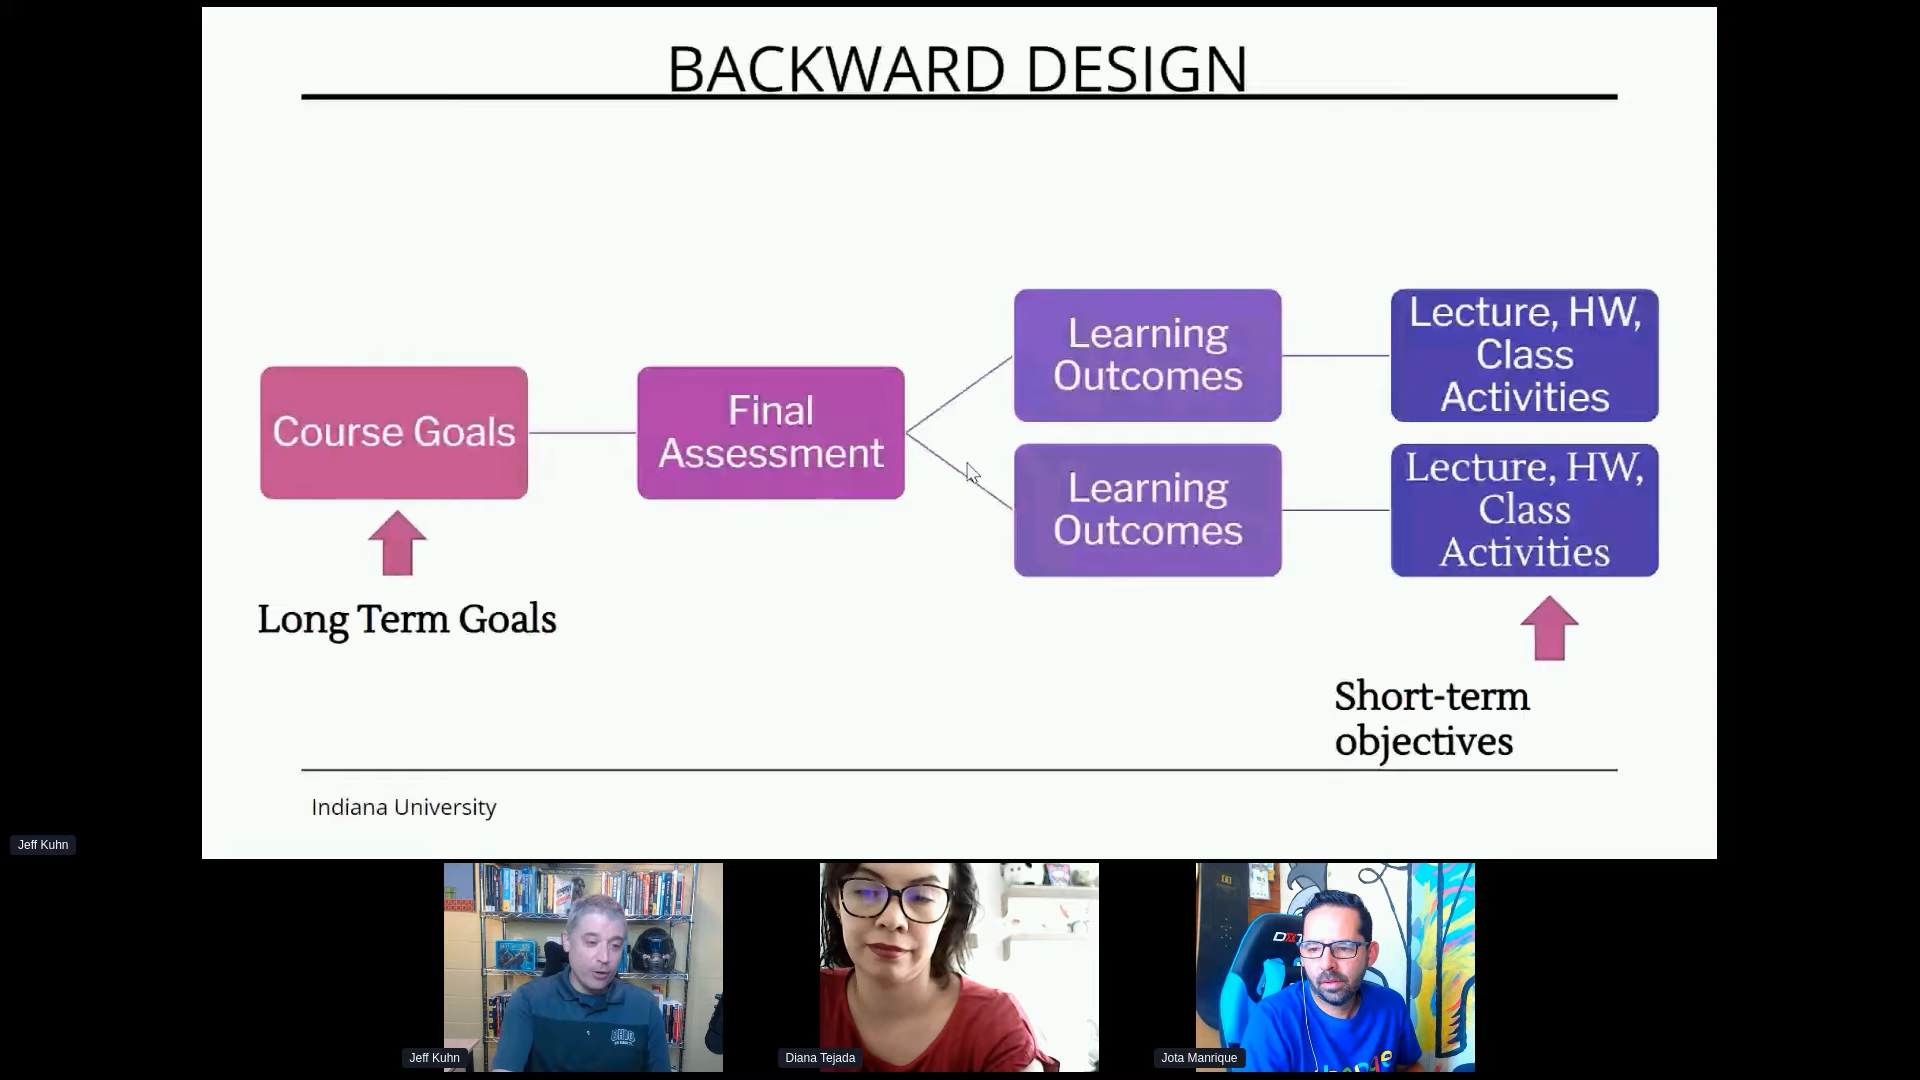 BACKWARD DESIGN
Course Goals
Final
Assessment
Learning
Outcomes
Lecture, HW,
Class
Activities
Learning
Outcomes
Lecture, HW,
Class
Activities
Long Term Goals
Short-term
objectives
Indiana University
Jeff Kuhn
OHIO
Jeff Kuhn
Diana Tejada
Jota Manrique